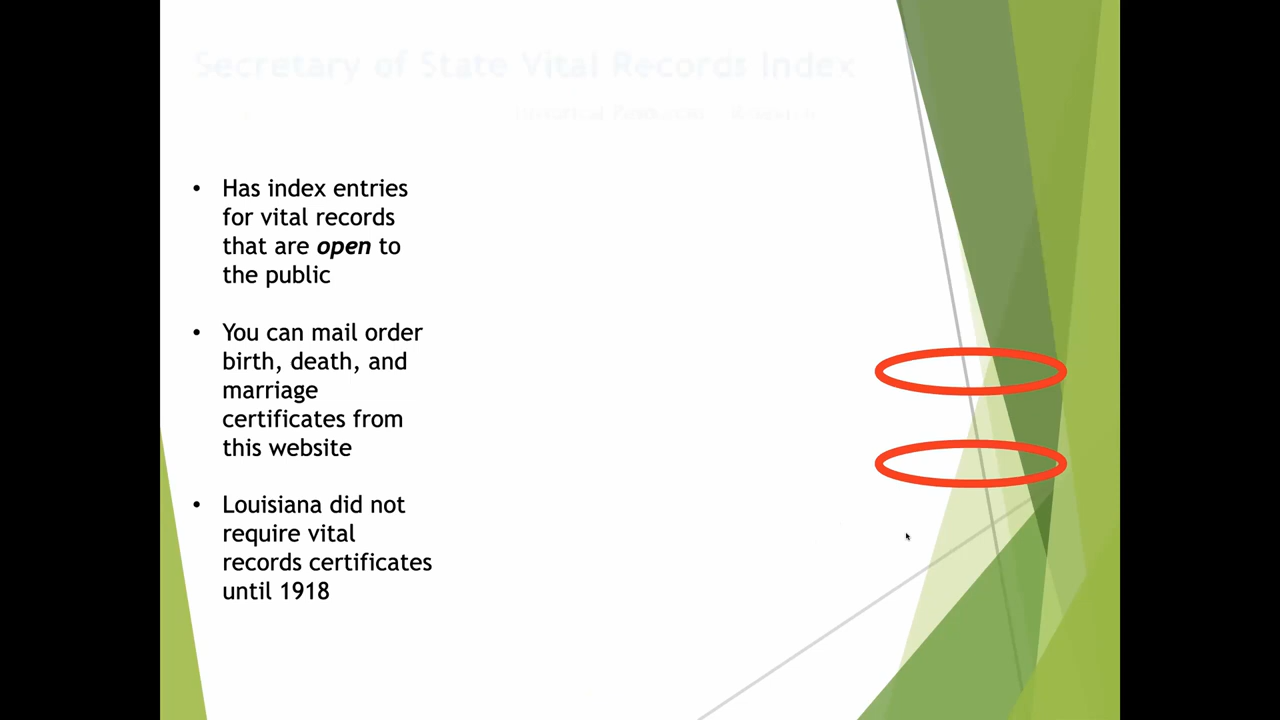 Secretary of State Vital Records Index
• Has index entries
for vital records
that are open to
the public
• You can mail order
birth, death, and
marriage
certificates from
this website
• Louisiana did not
require vital
records certificates
until 1918